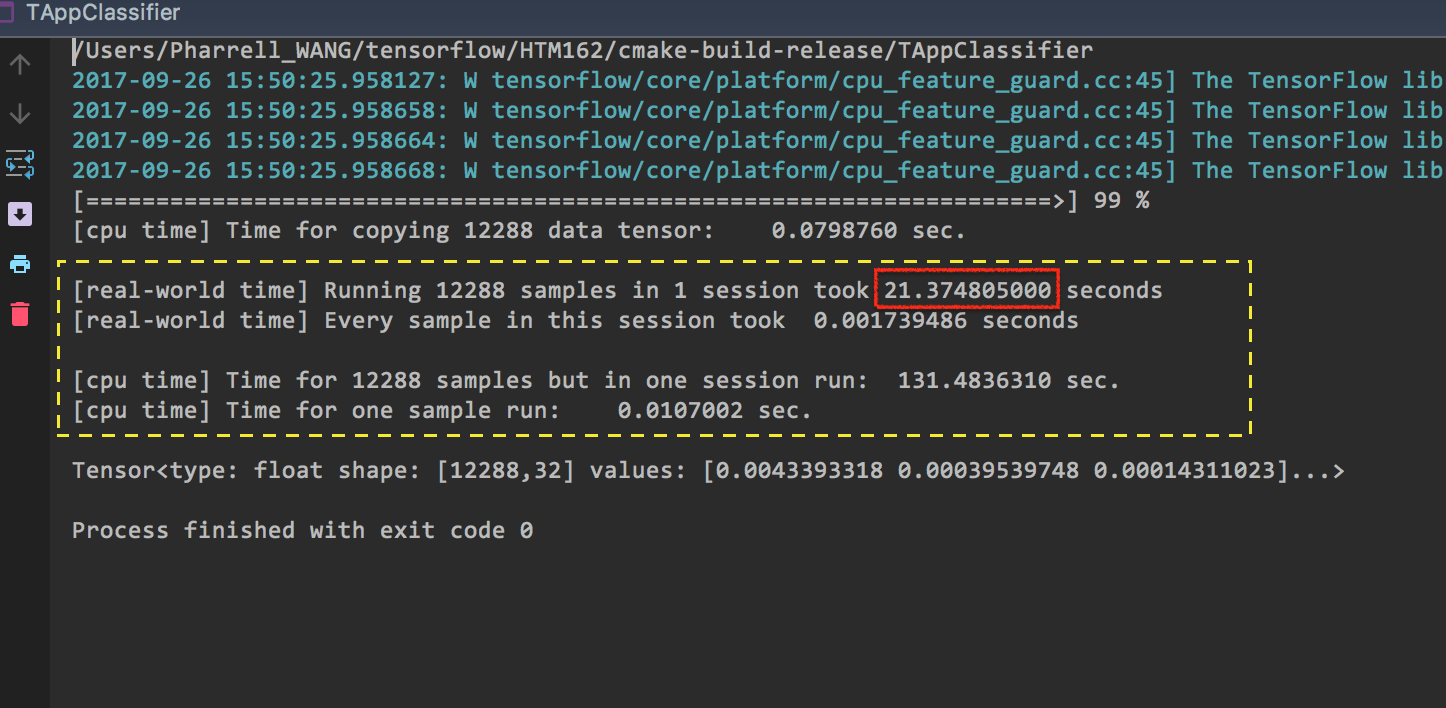 TAppClassifier
/Users/Pharrell_WANG/tensorflow/HTM162/cmake-build-release/TAppClassifier
2017-09-26 15:50:25.958127: W tensorflow/core/platform/cpu_feature_guard.cc:45] The TensorFlow lib
2017-09-26 15:50:25.958658: W tensorflow/core/platform/cpu_feature_guard.cc:45] The TensorFlow lib
2017-09-26 15:50:25.958664: W tensorflow/core/platform/cpu_feature_guard.cc:45] The TensorFlow lib
2017-09-26 15:50:25.958668: W tensorflow/core/platform/cpu_feature_guard.cc:45] The TensorFlow lib
[=====================================================================>] 99 %
[cpu time] Time for copying 12288 data tensor:    0.0798760 sec.
[real-world time] Running 12288 samples in 1 session took 21.374805000 seconds
[real-world time] Every sample in this session took  0.001739486 seconds
[cpu time] Time for 12288 samples but in one session run:  131.4836310 sec.
[cpu time] Time for one sample run:    0.0107002 sec.
Tensor<type: float shape: [12288,32] values: [0.0043393318 0.00039539748 0.00014311023]...>
Process finished with exit code 0